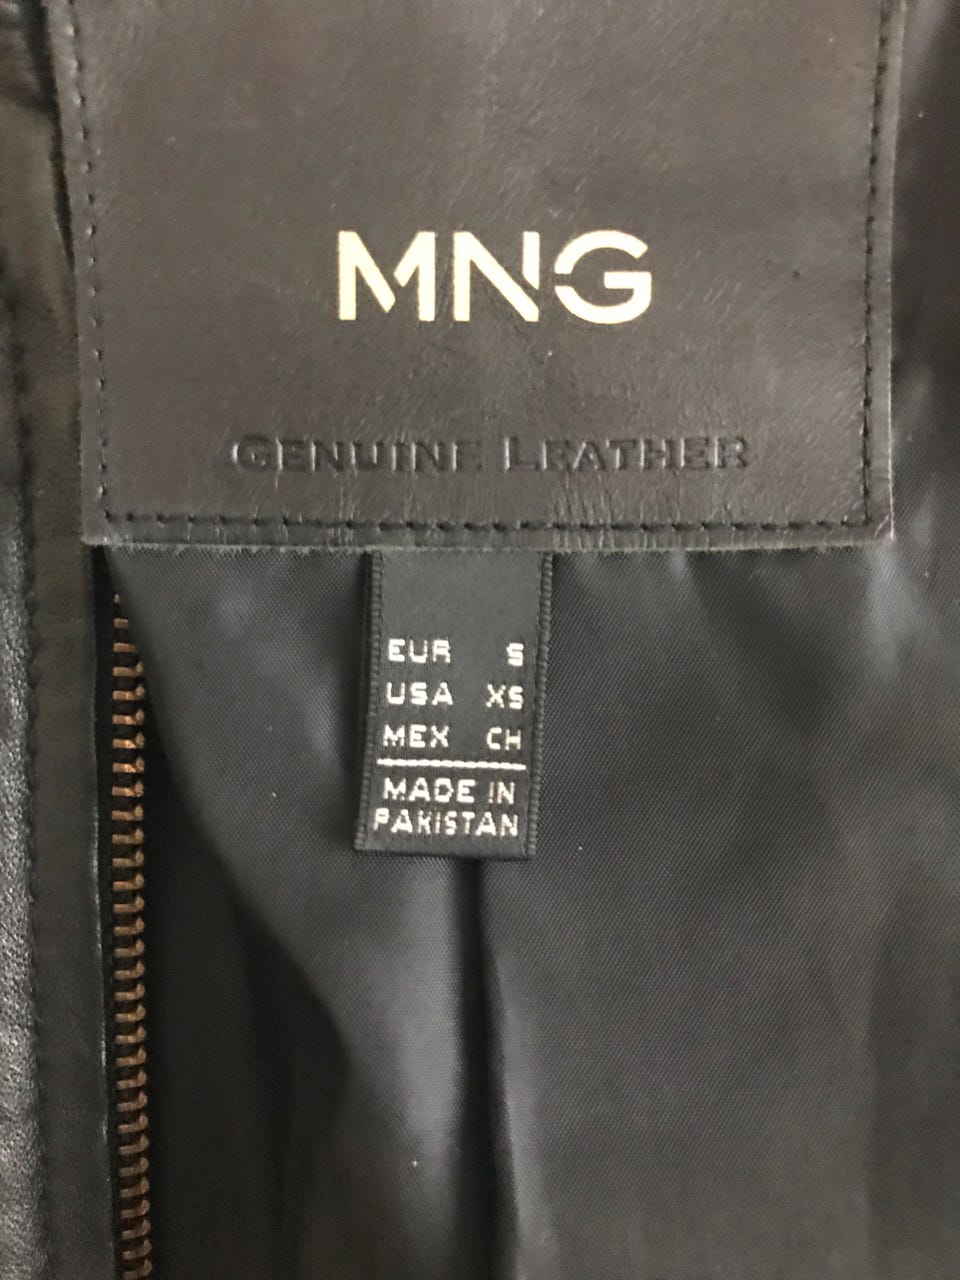 MNG
GENUINE LEATHER
EUR S
USA XS
MEX CH
MADE IN
PAKISTAN